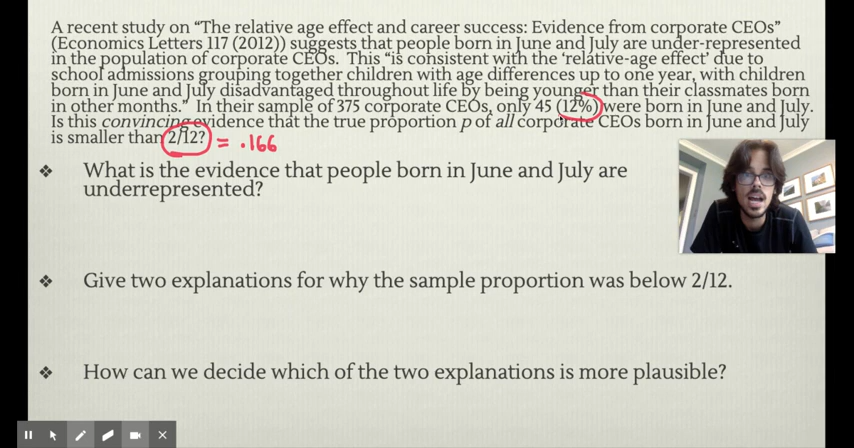 A recent study on “The relative age effect and career success: Evidence from corporate CEOs”
(Economics Letters 117 (2012)) suggests that people born in June and July are under-represented
in the population of corporate CEOs. This “is consistent with the ‘relative-age effect’ due to
school admissions grouping together children with age differences up to one year, with children
born in June and July disadvantaged throughout life by being younger than their classmates born
in other months.” In their sample of 375 corporate CEOs, only 45 (12%) were born in June and July.
Is this convincing evidence that the true proportion p of all corporate CEOs born in June and July
is smaller than 2/12? = .166
❖ What is the evidence that people born in June and July are
underrepresented?
❖ Give two explanations for why the sample proportion was below 2/12.
❖ How can we decide which of the two explanations is more plausible?